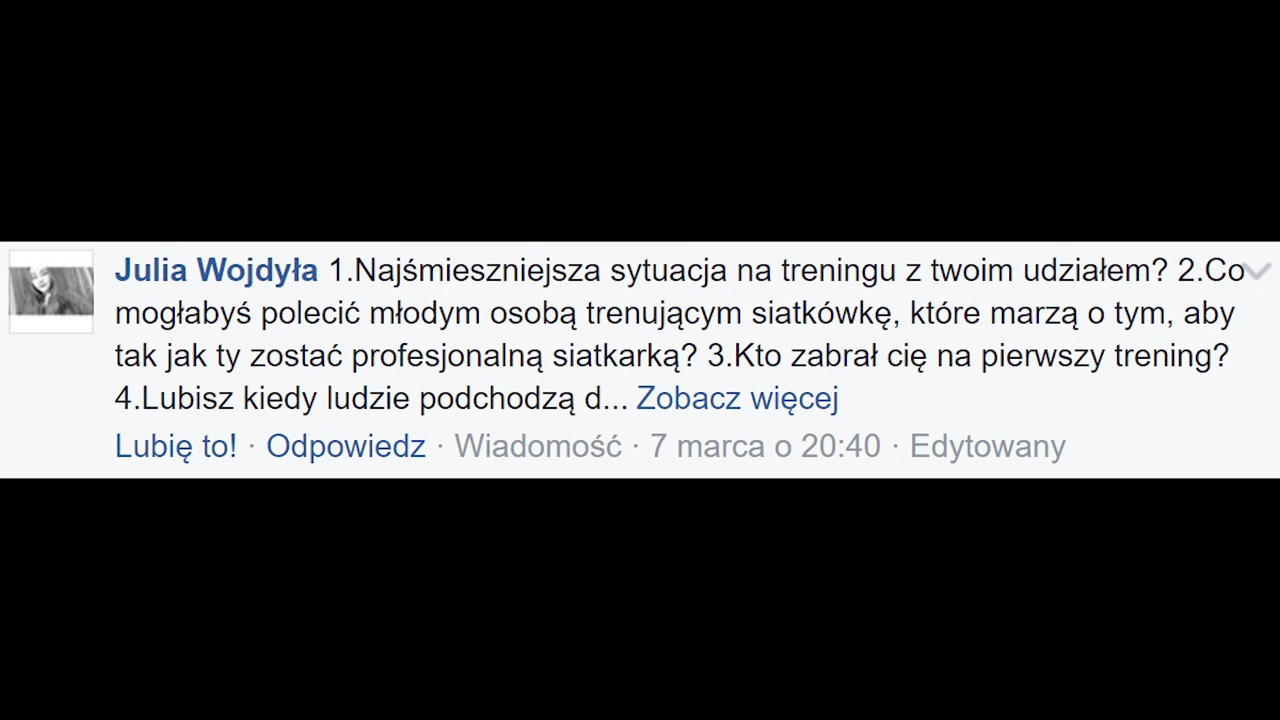 Julia Wojdyła 1.Najśmieszniejsza sytuacja na treningu z twoim udziałem? 2.Co
mogłabyś polecić młodym osobą trenującym siatkówkę, które marzą o tym, aby
tak jak ty zostać profesjonalną siatkarką? 3.Kto zabrał cię na pierwszy trening?
4.Lubisz kiedy ludzie podchodzą d... Zobacz więcej
Lubię to! · Odpowiedz · Wiadomość · 7 marca o 20:40 · Edytowany